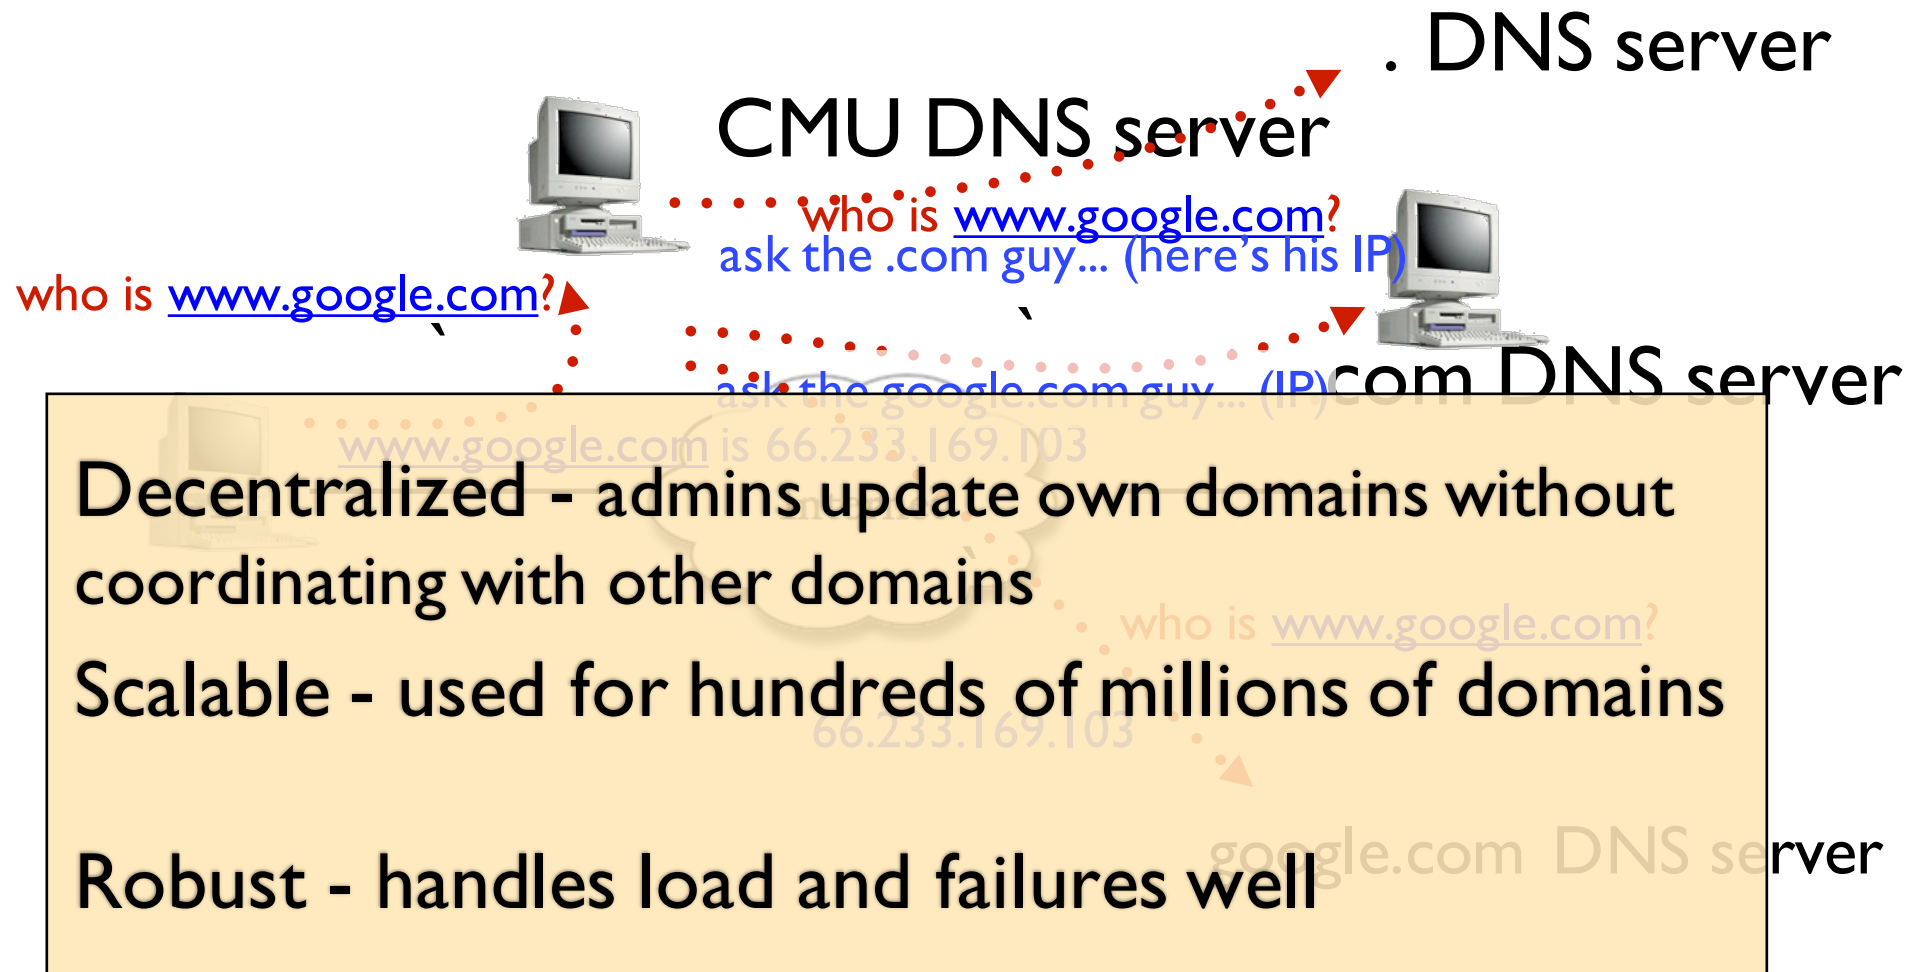 . DNS server
CMU DNS server
who is www.google.com?
ask the .com guy... (here's his IP)
who is www.google.com?
`
`
ask the google.com guy... (IP)
com DNS server
www.google.com is 66.233.169.103
Internet
Decentralized - admins update own domains without
coordinating with other domains
`
who is www.google.com?
Scalable - used for hundreds of millions of domains
66.233.169.103
google.com DNS server
Robust - handles load and failures well